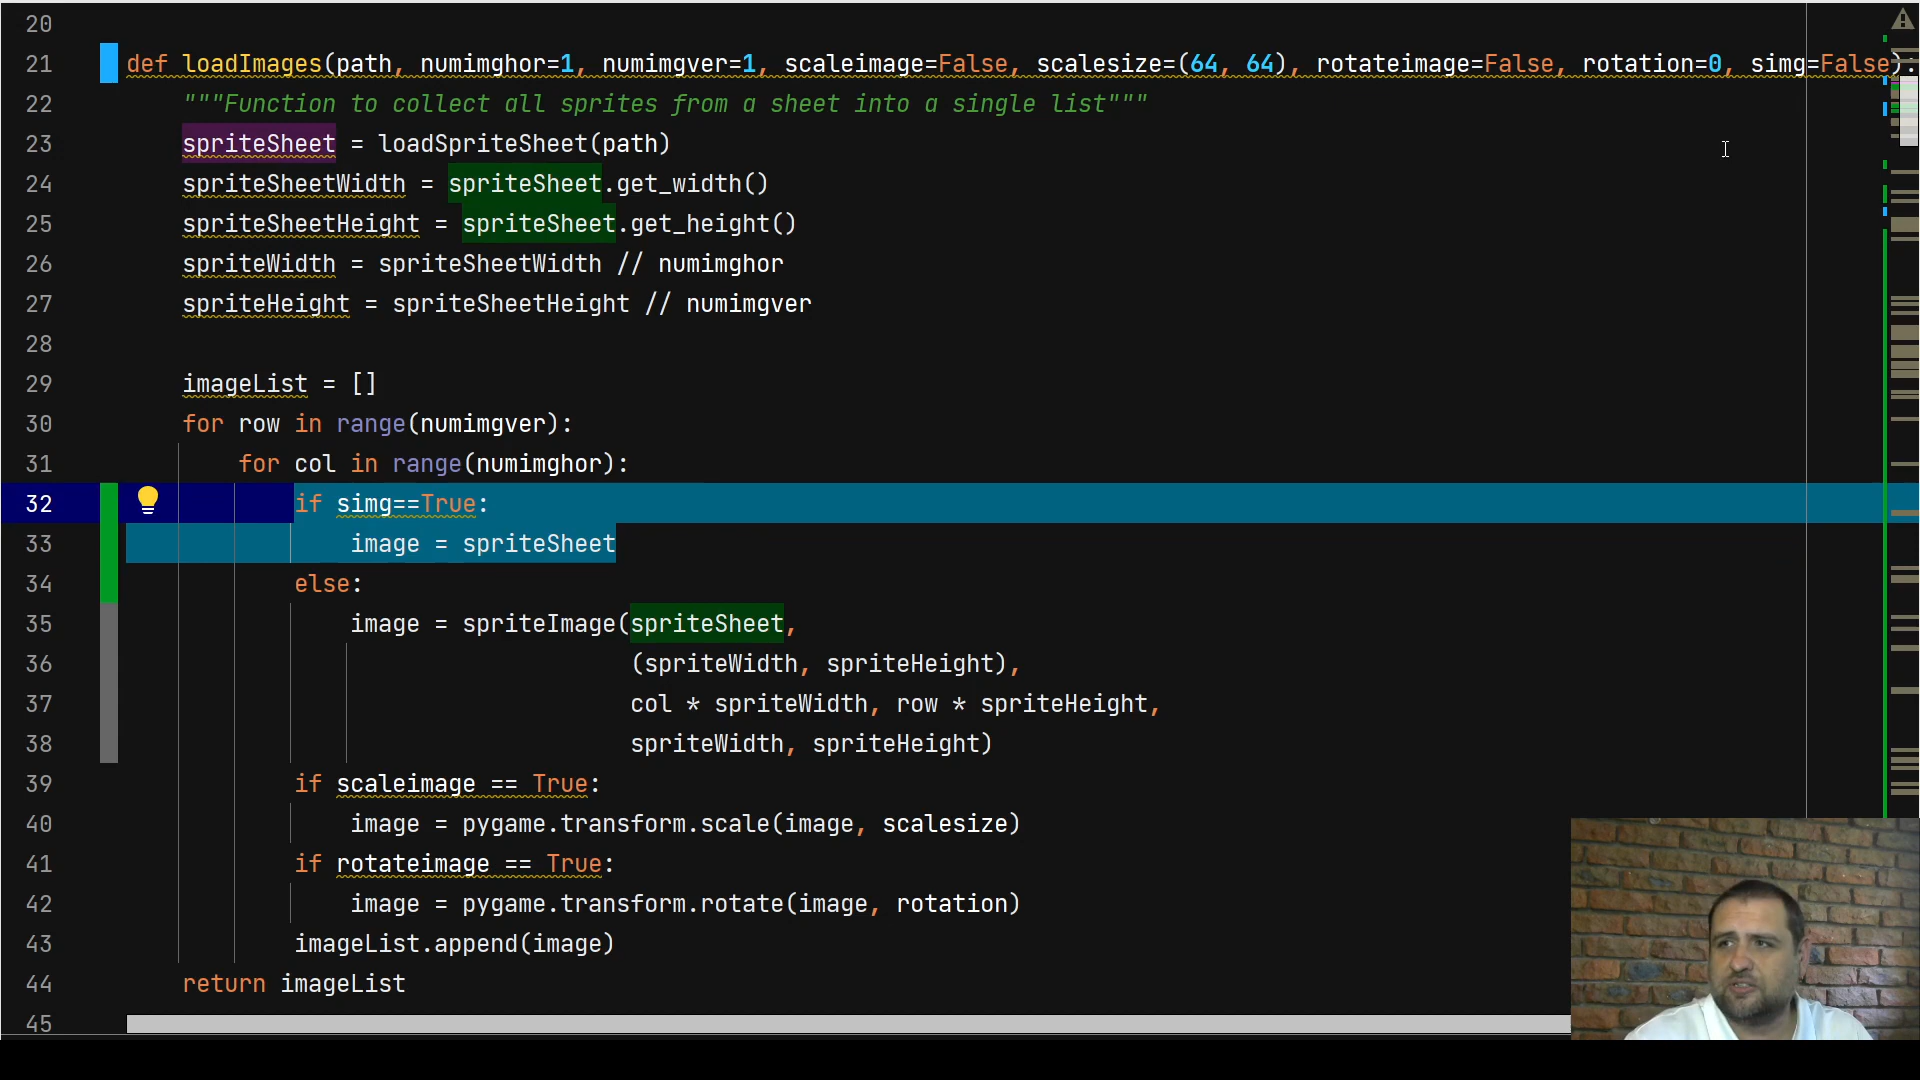 20
21 def loadImages(path, numimghor=1, numimgver=1, scaleimage=False, scalesize=(64, 64), rotateimage=False, rotation=0, simg=False):
22 """Function to collect all sprites from a sheet into a single list"""
23 spriteSheet = loadSpriteSheet(path)
24 spriteSheetWidth = spriteSheet.get_width()
25 spriteSheetHeight = spriteSheet.get_height()
26 spriteWidth = spriteSheetWidth // numimghor
27 spriteHeight = spriteSheetHeight // numimgver
28
29 imageList = []
30 for row in range(numimgver):
31 for col in range(numimghor):
32 if simg==True:
33 image = spriteSheet
34 else:
35 image = spriteImage(spriteSheet,
36 (spriteWidth, spriteHeight),
37 col * spriteWidth, row * spriteHeight,
38 spriteWidth, spriteHeight)
39 if scaleimage == True:
40 image = pygame.transform.scale(image, scalesize)
41 if rotateimage == True:
42 image = pygame.transform.rotate(image, rotation)
43 imageList.append(image)
44 return imageList
45